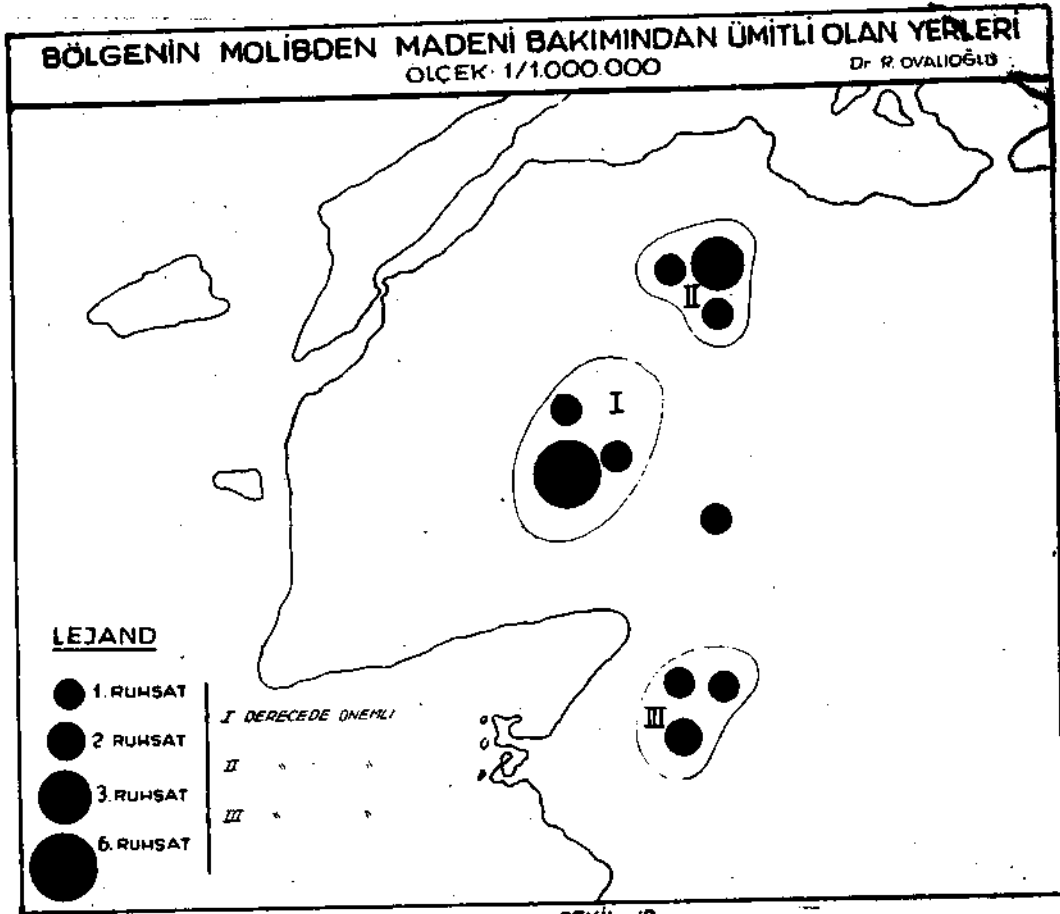 BÖLGENİN MOLİBDEN MADENİ BAKIMINDAN ÜMİTLİ OLAN YERLERİ
ÖLÇEK· 1/1.000.000
Dr R. OVALIOĞLU
II
I
III
LEJAND
1. RUHSAT
2 RUHSAT
3. RUHSAT
6. RUHSAT
I DERECEDE ÖNEMLİ
II " "
III " "